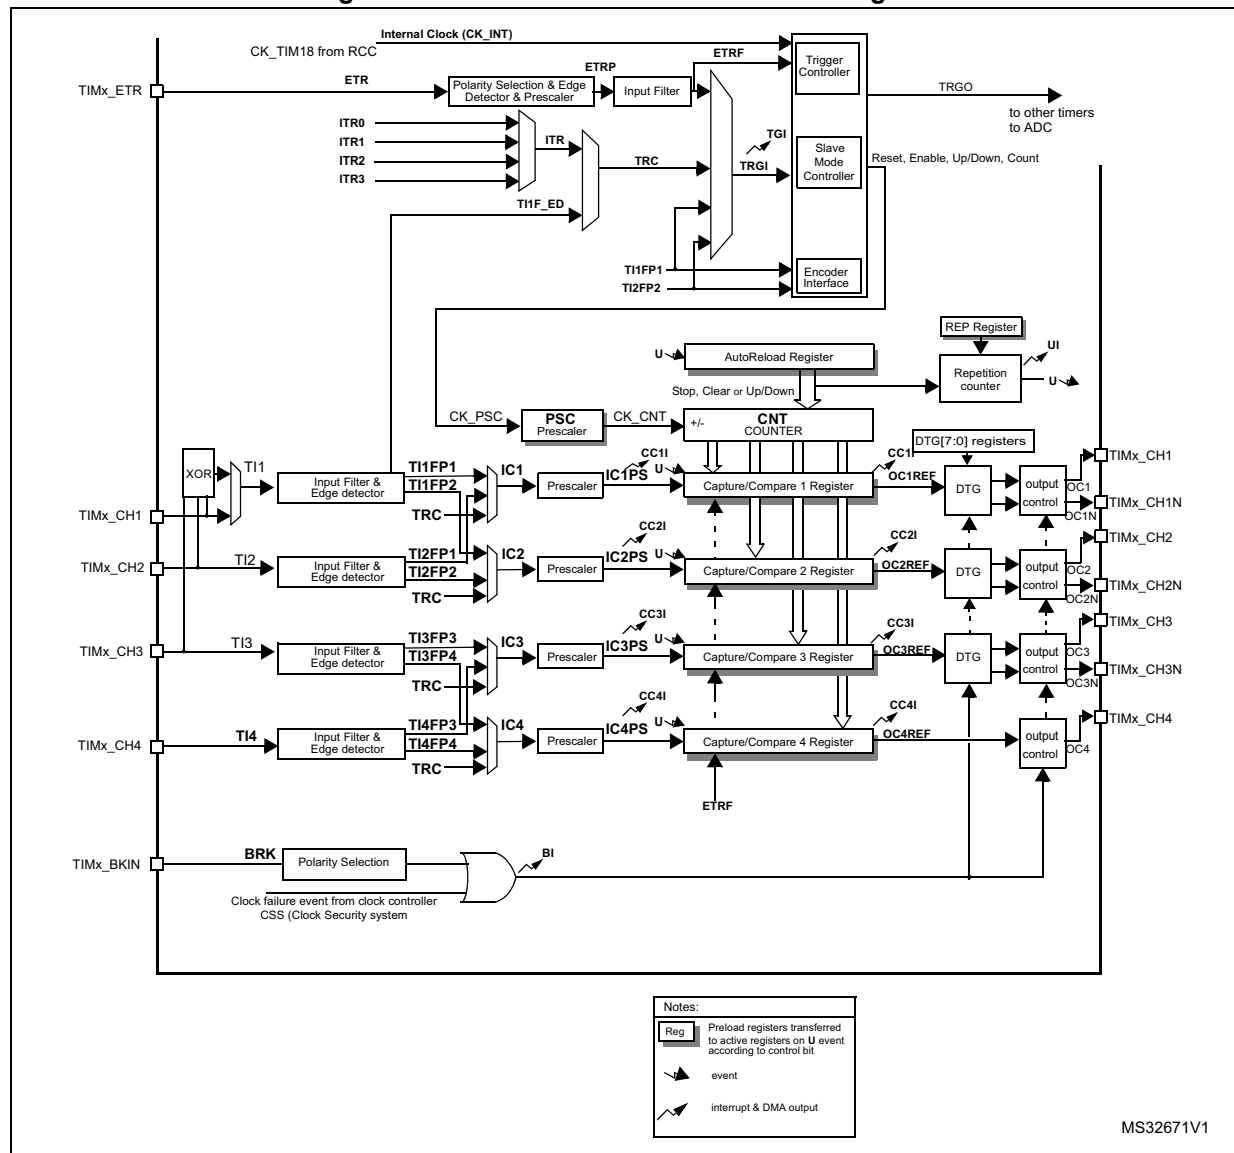 Internal Clock (CK_INT)
CK_TIM18 from RCC
ETRF
Trigger
Controller
ETRP
TIMx_ETR
ETR
Polarity Selection & Edge
Detector & Prescaler
Input Filter
TRGO
to other timers
to ADC
ITR0
ITR1
ITR2
ITR3
ITR
TRC
TGI
TRGI
Slave
Mode
Controller
Reset, Enable, Up/Down, Count
TI1F_ED
TI1FP1
TI2FP2
Encoder
Interface
REP Register
U
AutoReload Register
UI
Repetition
counter
U
Stop, Clear or Up/Down
CK_PSC
PSC
Prescaler
CK_CNT
+/-
CNT
COUNTER
DTG[7:0] registers
XOR
TI1
Input Filter &
Edge detector
TI1FP1
TI1FP2
TRC
IC1
Prescaler
CC1I
IC1PS
U
Capture/Compare 1 Register
CC1I
OC1REF
DTG
output
control
OC1
OC1N
TIMx_CH1
TIMx_CH1N
TIMx_CH1
TIMx_CH2
TI2
Input Filter &
Edge detector
TI2FP1
TI2FP2
TRC
IC2
Prescaler
CC2I
IC2PS
U
Capture/Compare 2 Register
CC2I
OC2REF
DTG
output
control
OC2
OC2N
TIMx_CH2
TIMx_CH2N
TIMx_CH3
TI3
Input Filter &
Edge detector
TI3FP3
TI3FP4
TRC
IC3
Prescaler
CC3I
IC3PS
U
Capture/Compare 3 Register
CC3I
OC3REF
DTG
output
control
OC3
OC3N
TIMx_CH3
TIMx_CH3N
TIMx_CH4
TI4
Input Filter &
Edge detector
TI4FP3
TI4FP4
TRC
IC4
Prescaler
CC4I
IC4PS
U
Capture/Compare 4 Register
CC4I
OC4REF
output
control
OC4
TIMx_CH4
ETRF
TIMx_BKIN
BRK
Polarity Selection
BI
Clock failure event from clock controller
CSS (Clock Security system
Notes:
Reg
Preload registers transferred
to active registers on U event
according to control bit
event
interrupt & DMA output
MS32671V1